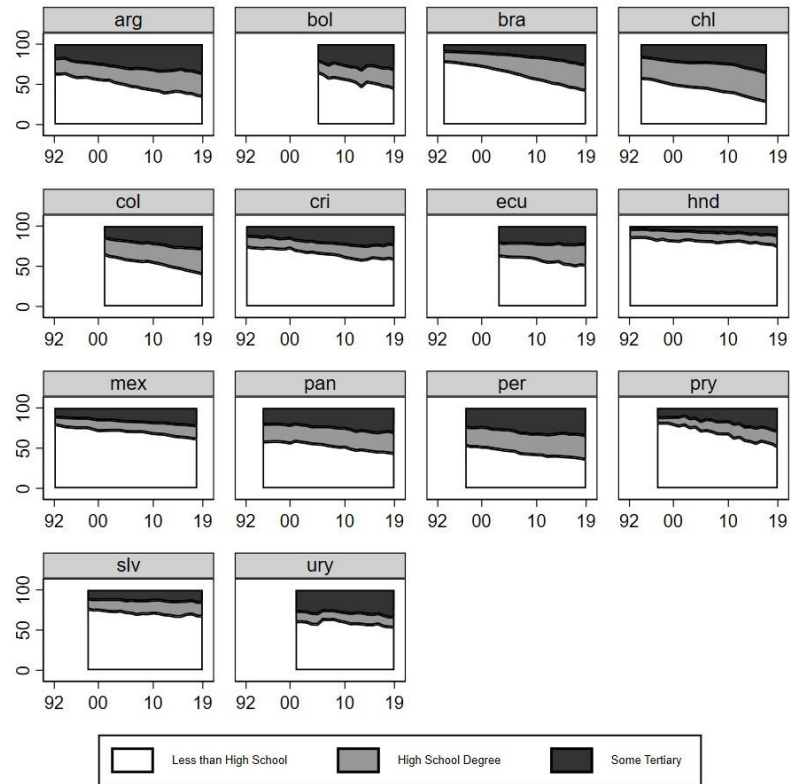 arg bol bra chl
100
50
0
92 00 10 19 92 00 10 19 92 00 10 19 92 00 10 19
col cri ecu hnd
100
50
0
92 00 10 19 92 00 10 19 92 00 10 19 92 00 10 19
mex pan per pry
100
50
0
92 00 10 19 92 00 10 19 92 00 10 19 92 00 10 19
slv ury
100
50
0
92 00 10 19 92 00 10 19
Less than High School High School Degree Some Tertiary